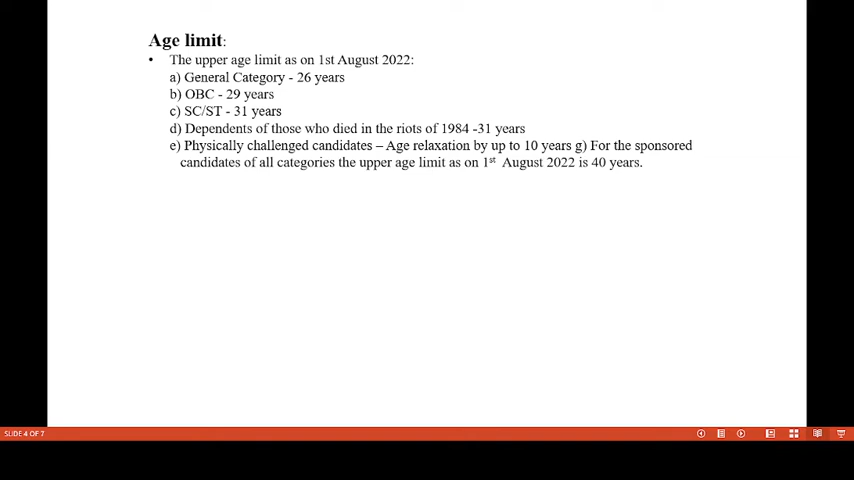 Age limit:
• The upper age limit as on 1st August 2022:
a) General Category - 26 years
b) OBC - 29 years
c) SC/ST - 31 years
d) Dependents of those who died in the riots of 1984 -31 years
e) Physically challenged candidates – Age relaxation by up to 10 years g) For the sponsored
candidates of all categories the upper age limit as on 1st August 2022 is 40 years.
SLIDE 4 OF 7